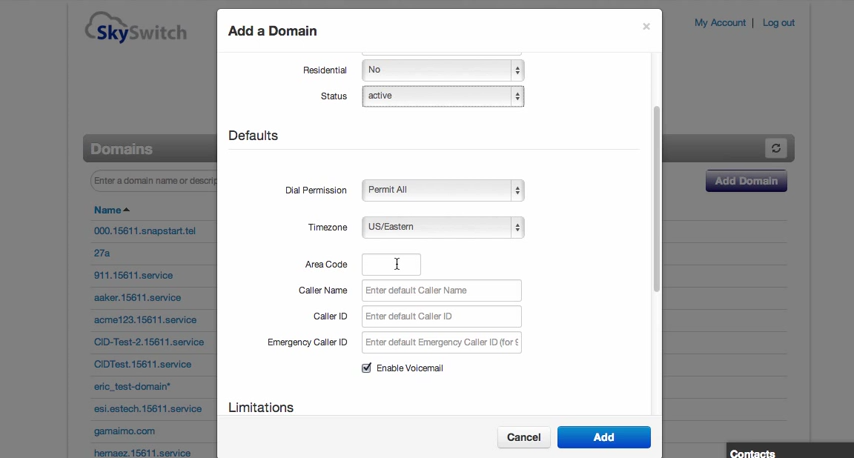 SkySwitch
My Account | Log out
Add a Domain
×
Residential No
Status active
Defaults
Dial Permission Permit All
Timezone US/Eastern
Area Code
Caller Name Enter default Caller Name
Caller ID Enter default Caller ID
Emergency Caller ID Enter default Emergency Caller ID (for 9
Enable Voicemail
Limitations
Cancel Add
Domains
Enter a domain name or descrip
Add Domain
Name
000.15611.snapstart.tel
27a
911.15611.service
aaker.15611.service
acme123.15611.service
CID-Test-2.15611.service
CIDTest.15611.service
eric_test-domain*
esi.estech.15611.service
gamaimo.com
hernaez.15611.service
Contacts